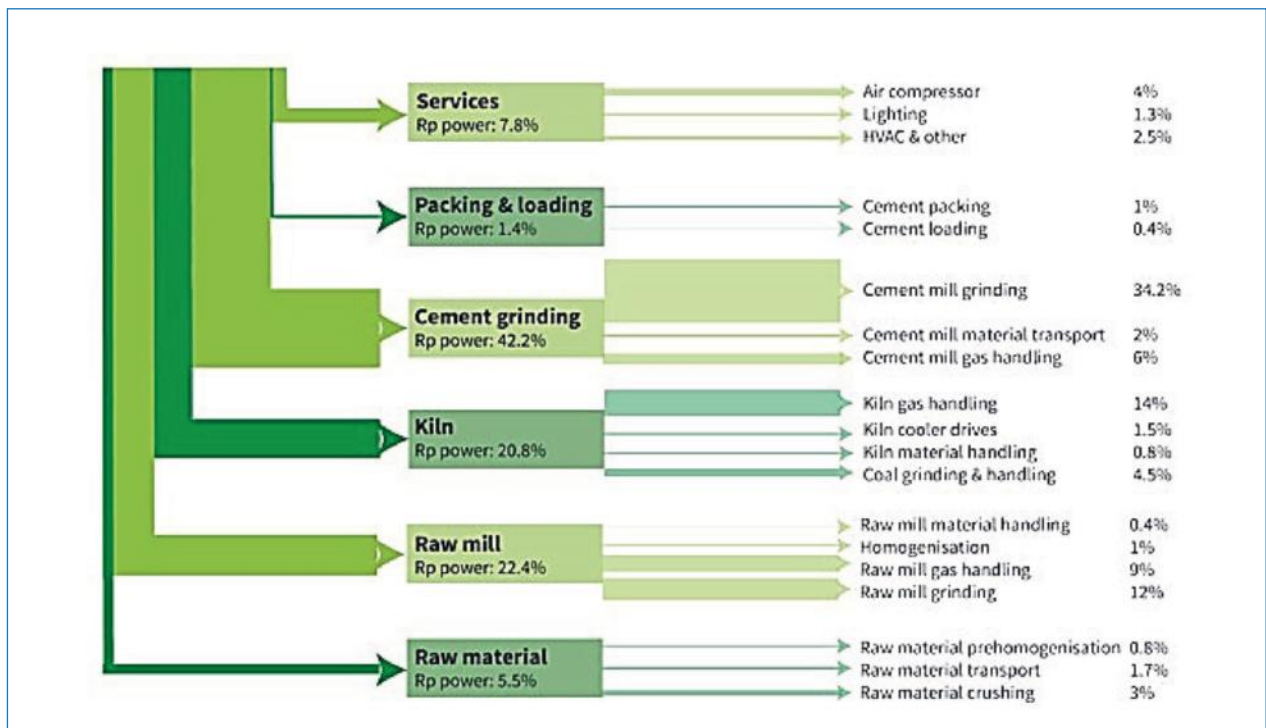 Services
Rp power: 7.8%
Air compressor 4%
Lighting 1.3%
HVAC & other 2.5%
Packing & loading
Rp power: 1.4%
Cement packing 1%
Cement loading 0.4%
Cement grinding
Rp power: 42.2%
Cement mill grinding 34.2%
Cement mill material transport 2%
Cement mill gas handling 6%
Kiln
Rp power: 20.8%
Kiln gas handling 14%
Kiln cooler drives 1.5%
Kiln material handling 0.8%
Coal grinding & handling 4.5%
Raw mill
Rp power: 22.4%
Raw mill material handling 0.4%
Homogenisation 1%
Raw mill gas handling 9%
Raw mill grinding 12%
Raw material
Rp power: 5.5%
Raw material prehomogenisation 0.8%
Raw material transport 1.7%
Raw material crushing 3%